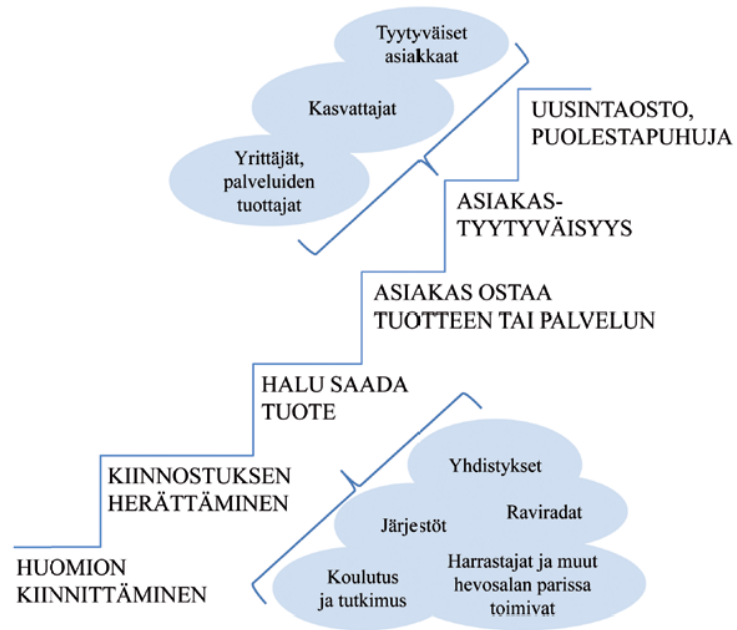 Tyytyväiset
asiakkaat
Kasvattajat
Yrittäjät,
palveluiden
tuottajat
UUSINTAOSTO,
PUOLESTAPUHUJA
ASIAKAS-
TYYTYVÄISYYS
ASIAKAS OSTAA
TUOTTEEN TAI PALVELUN
HALU SAADA
TUOTE
KIINNOSTUKSEN
HERÄTTÄMINEN
HUOMION
KIINNITTÄMINEN
Yhdistykset
Järjestöt
Raviradat
Koulutus
ja tutkimus
Harrastajat ja muut
hevosalan parissa
toimivat